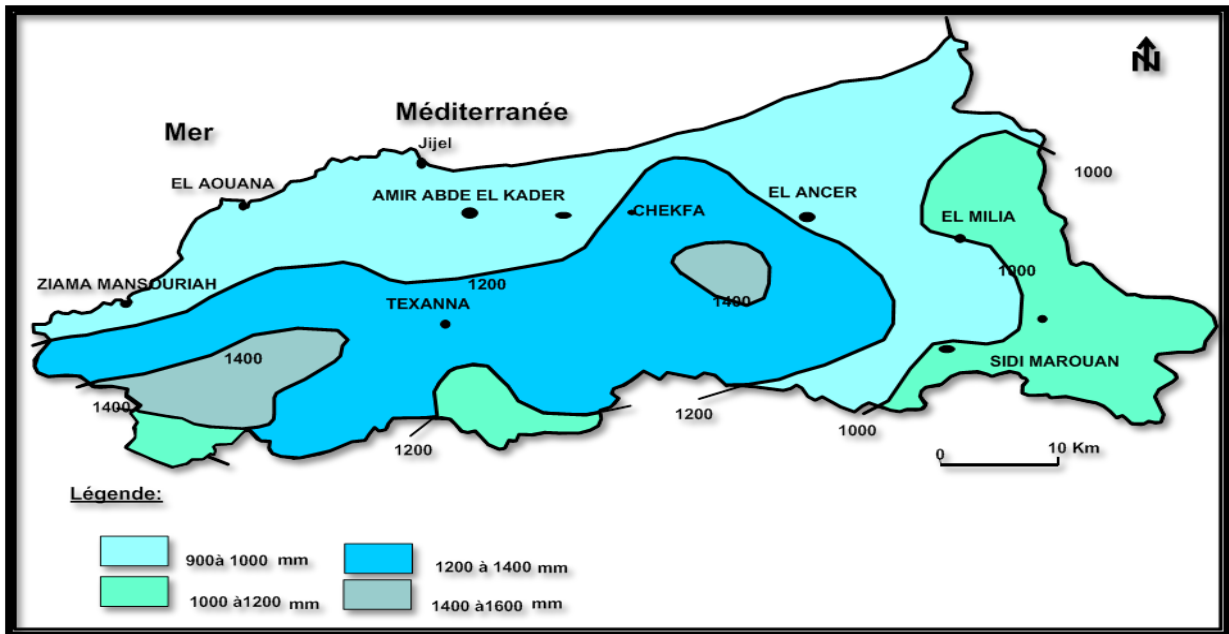 N
Méditerranée
Mer
Jijel
1000
EL AOUANA
AMIR ABDE EL KADER
CHEKFA
EL ANCER
EL MILIA
1000
ZIAMA MANSOURIAH
1200
1400
TEXANNA
1400
SIDI MAROUAN
1400
1200
1200
1000
0
10 Km
Légende:
900à 1000 mm
1200 à 1400 mm
1000 à1200 mm
1400 à1600 mm